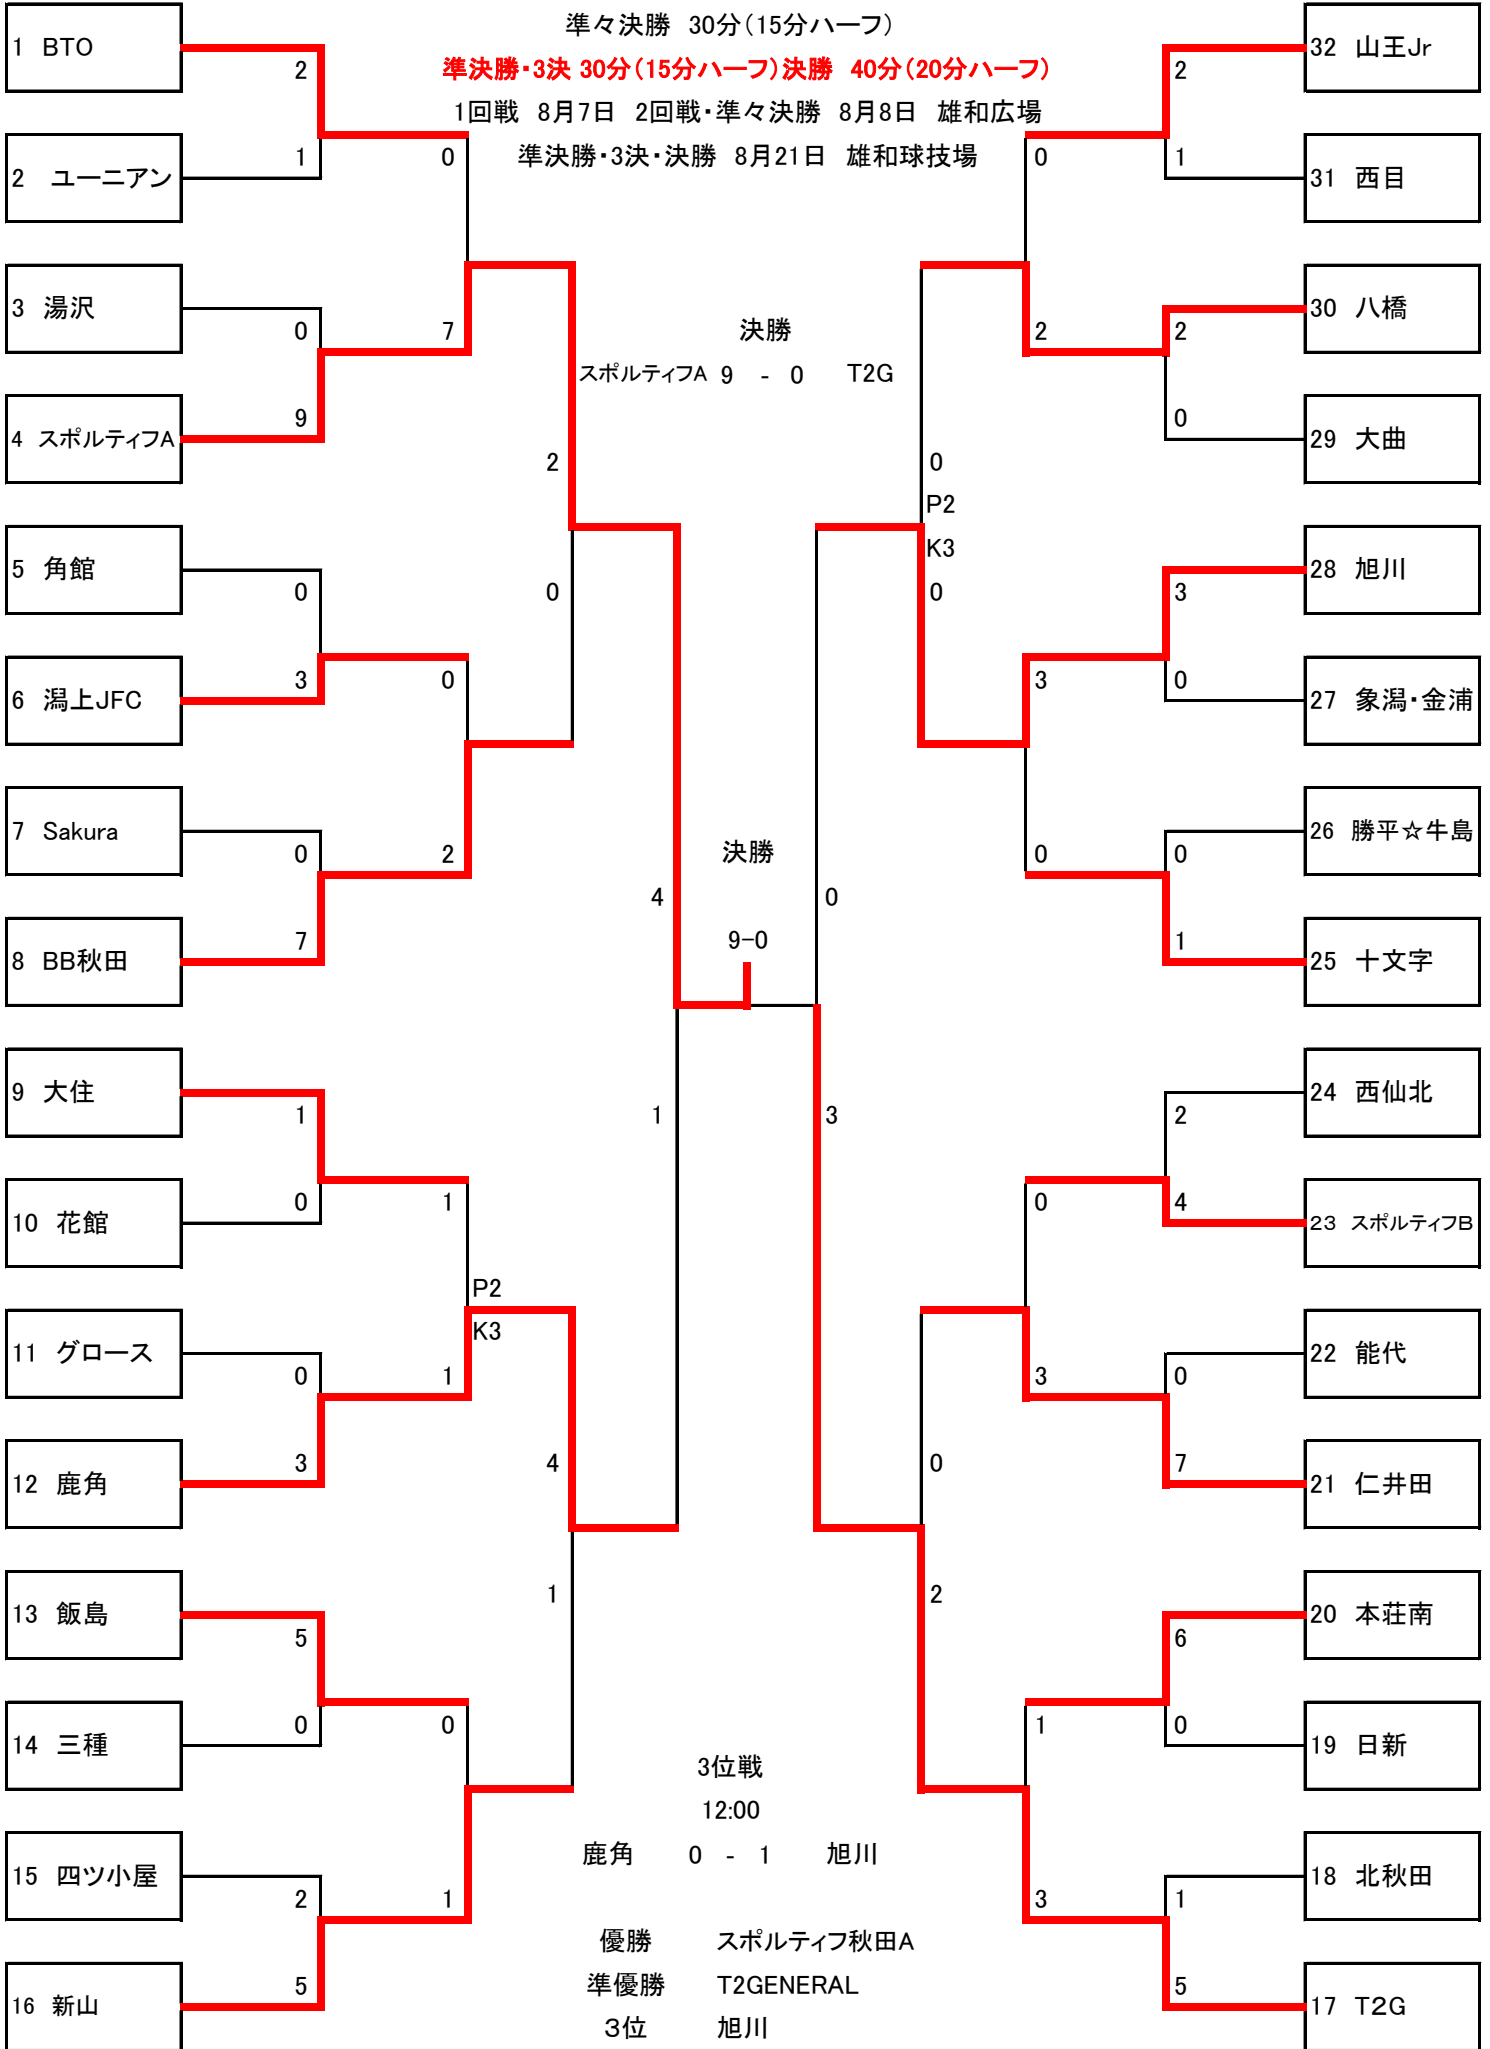 準々決勝 30分(15分ハーフ)
準決勝・3決 30分(15分ハーフ)決勝 40分(20分ハーフ)
1回戦 8月7日 2回戦・準々決勝 8月8日 雄和広場
準決勝・3決・決勝 8月21日 雄和球技場
1 BTO
2
2 ユーニアン
1
0
3 湯沢
0
7
4 スポルティフA
9
2
5 角館
0
0
6 潟上JFC
3
0
7 Sakura
0
2
8 BB秋田
7
4
9 大住
1
1
10 花館
0
1
P2
K3
11 グロース
0
1
12 鹿角
3
4
13 飯島
5
1
14 三種
0
0
15 四ツ小屋
2
1
16 新山
5
決勝
スポルティフA 9 - 0 T2G
決勝
9-0
3位戦
12:00
鹿角 0 - 1 旭川
優勝 スポルティフ秋田A
準優勝 T2GENERAL
3位 旭川
32 山王Jr
2
31 西目
1
0
30 八橋
2
2
29 大曲
0
0
P2
K3
28 旭川
3
0
27 象潟・金浦
0
3
26 勝平☆牛島
0
0
25 十文字
1
0
24 西仙北
2
3
23 スポルティフB
4
0
22 能代
0
3
21 仁井田
7
0
20 本荘南
6
2
19 日新
0
1
18 北秋田
1
3
17 T2G
5